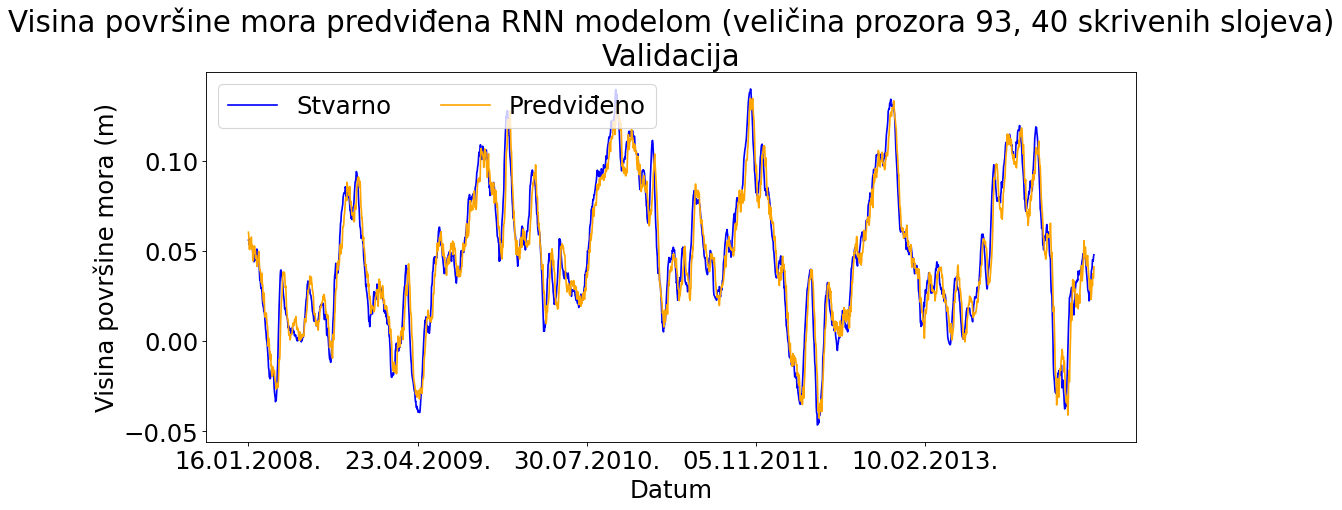 Visina površine mora predviđena RNN modelom (veličina prozora 93, 40 skrivenih slojeva)
Validacija
Stvarno Predviđeno
Visina površine mora (m)
0.10
0.05
0.00
−0.05
16.01.2008. 23.04.2009. 30.07.2010. 05.11.2011. 10.02.2013.
Datum